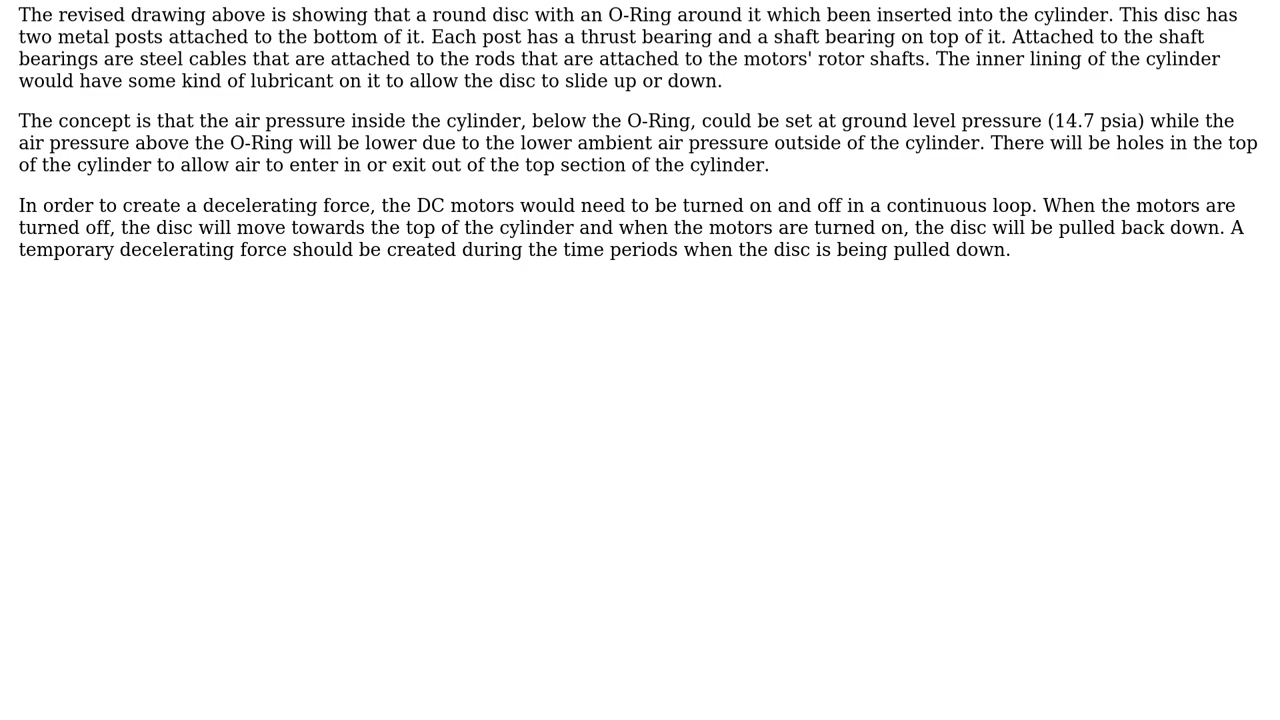 The revised drawing above is showing that a round disc with an O-Ring around it which been inserted into the cylinder. This disc has
two metal posts attached to the bottom of it. Each post has a thrust bearing and a shaft bearing on top of it. Attached to the shaft
bearings are steel cables that are attached to the rods that are attached to the motors' rotor shafts. The inner lining of the cylinder
would have some kind of lubricant on it to allow the disc to slide up or down.
The concept is that the air pressure inside the cylinder, below the O-Ring, could be set at ground level pressure (14.7 psia) while the
air pressure above the O-Ring will be lower due to the lower ambient air pressure outside of the cylinder. There will be holes in the top
of the cylinder to allow air to enter in or exit out of the top section of the cylinder.
In order to create a decelerating force, the DC motors would need to be turned on and off in a continuous loop. When the motors are
turned off, the disc will move towards the top of the cylinder and when the motors are turned on, the disc will be pulled back down. A
temporary decelerating force should be created during the time periods when the disc is being pulled down.